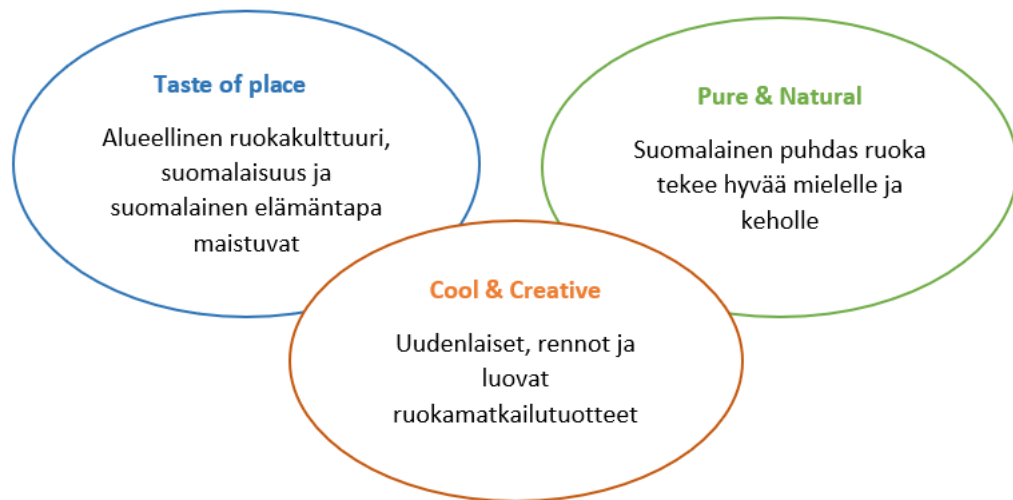 Taste of place
Alueellinen ruokakulttuuri,
suomalaisuus ja
suomalainen elämäntapa
maistuvat
Pure & Natural
Suomalainen puhdas ruoka
tekee hyvää mielelle ja
keholle
Cool & Creative
Uudenlaiset, rennot ja
luovat
ruokamatkailutuotteet